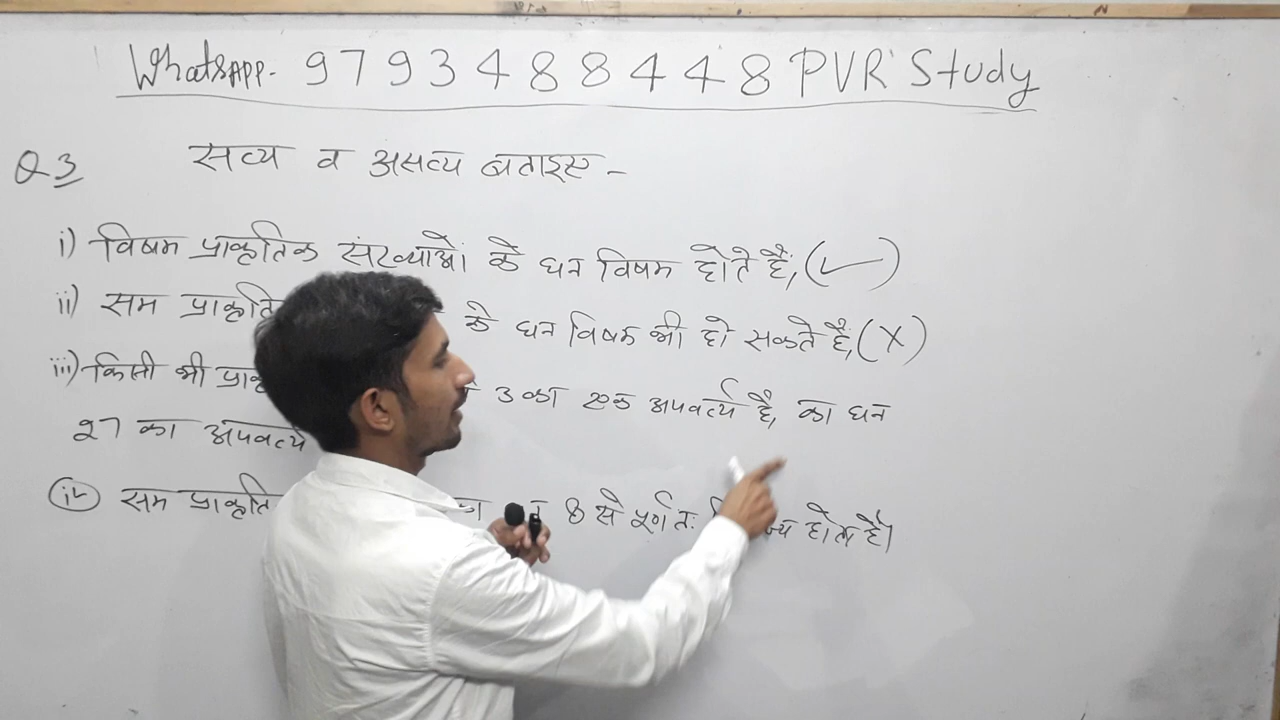 WhatsAPP. 9793488448 PVR Study
Q 3 सत्य व असत्य बताइए -
i) विषम प्राकृतिक संख्याओं के घन विषम होते हैं, (✓)
ii) सम प्राकृति के घन विषम भी हो सकते हैं, (X)
iii) किसी भी प्राकृ 3 का एक अपवर्त्य है, का घन
27 का अपवर्त्य
iv सम प्राकृति 8 से पूर्णतः होता है।